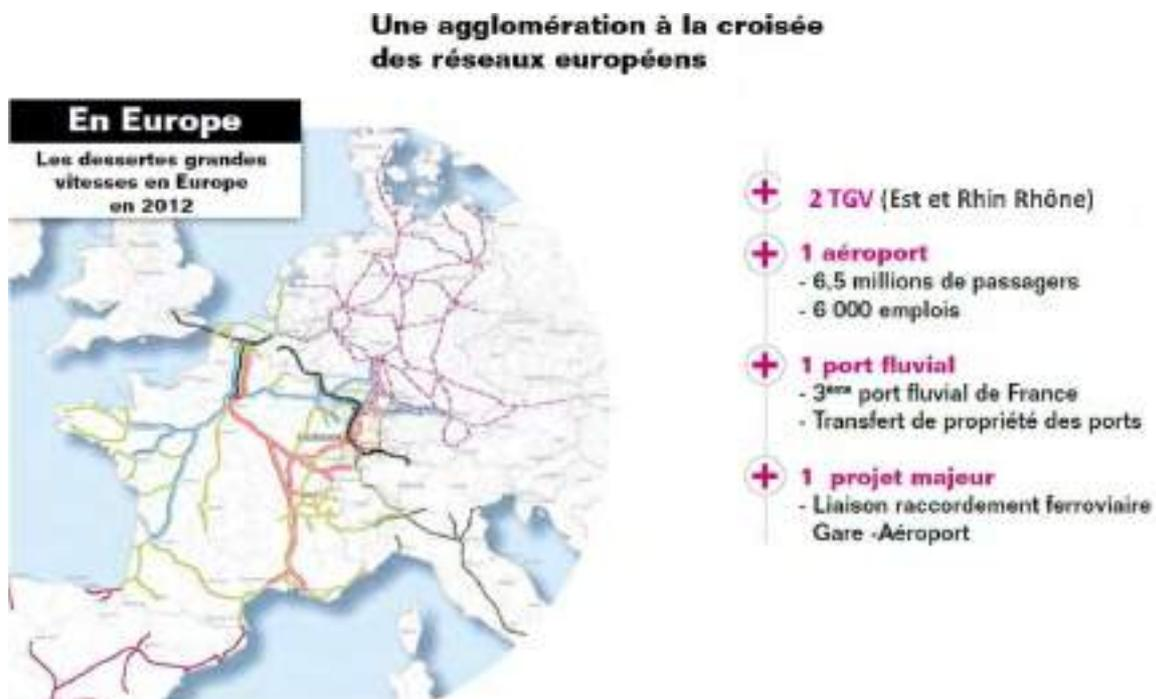 Une agglomération à la croisée
des réseaux européens
En Europe
Les dessertes grandes
vitesses en Europe
en 2012
2 TGV (Est et Rhin Rhône)
1 aéroport
- 6,5 millions de passagers
- 6 000 emplois
1 port fluvial
- 3ème port fluvial de France
- Transfert de propriété des ports
1 projet majeur
- Liaison raccordement ferroviaire
Gare -Aéroport